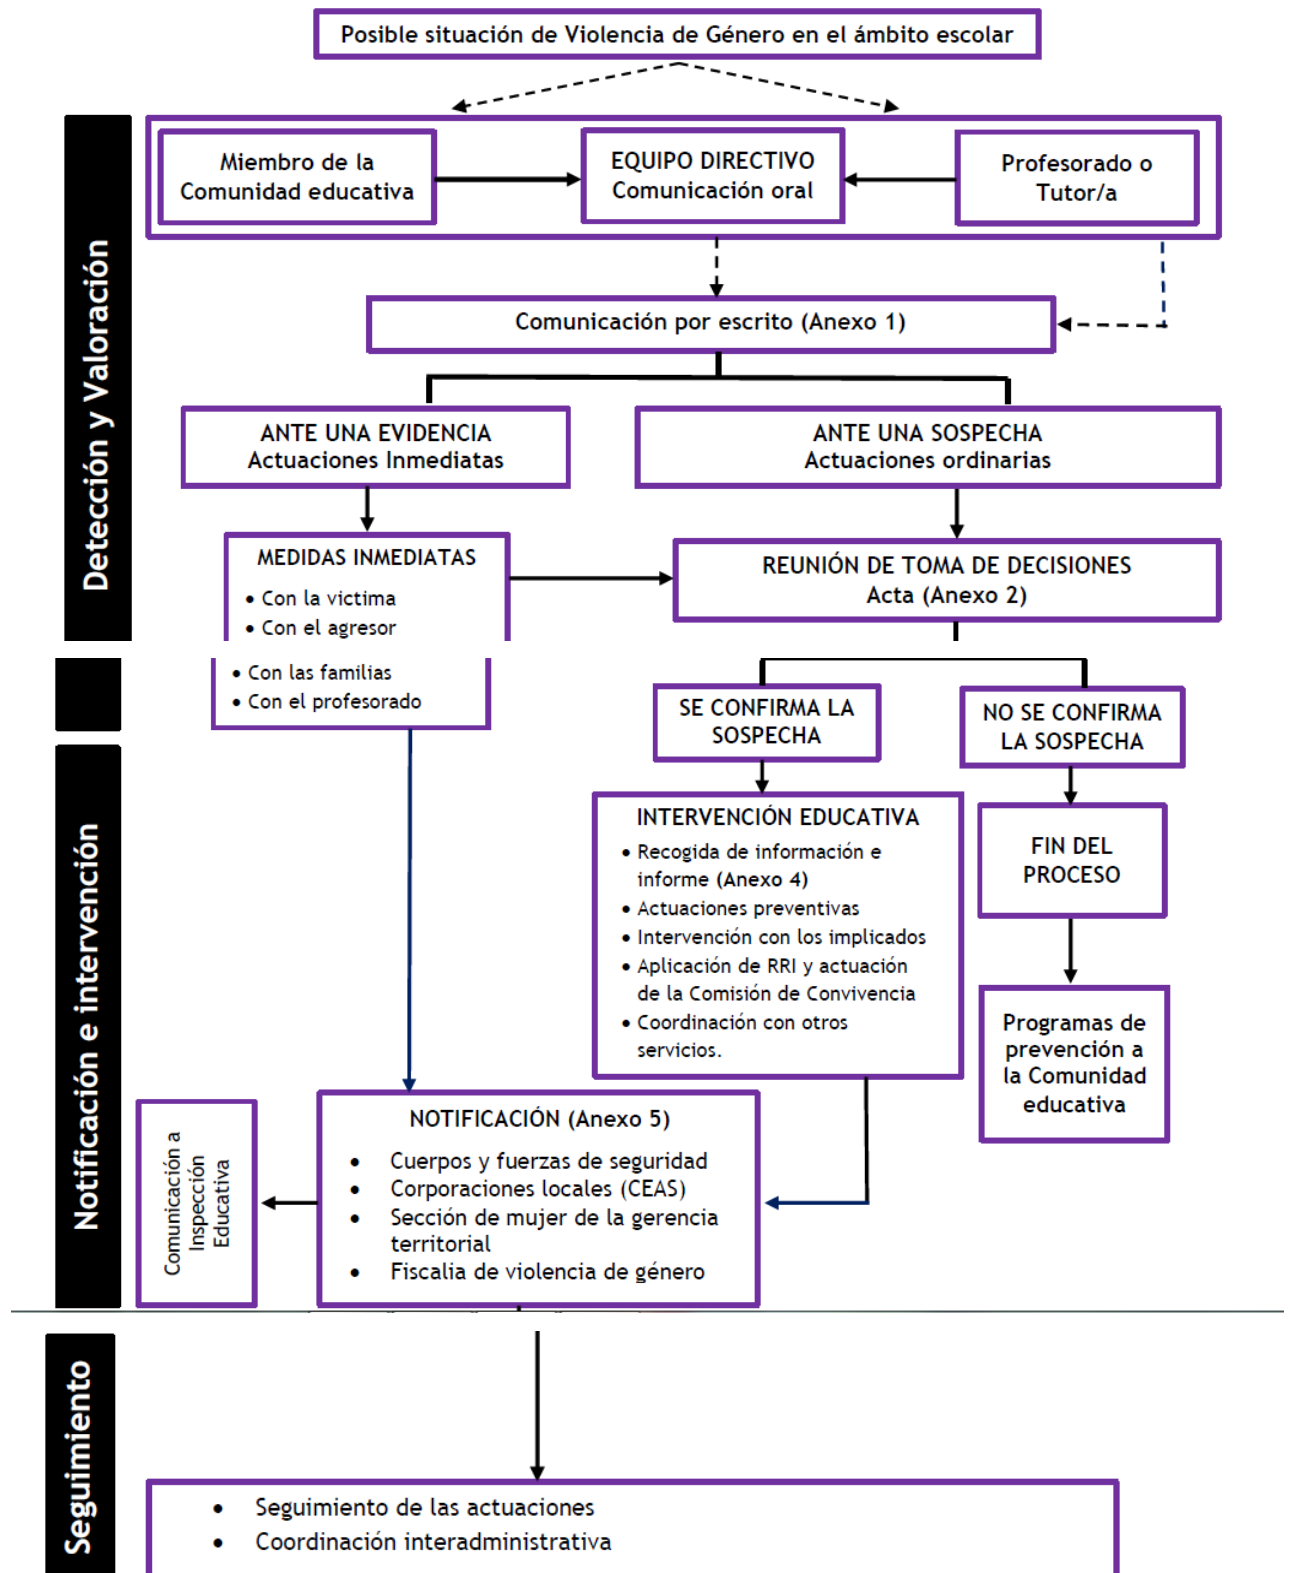 Posible situación de Violencia de Género en el ámbito escolar
Detección y Valoración
Miembro de la
Comunidad educativa
EQUIPO DIRECTIVO
Comunicación oral
Profesorado o
Tutor/a
Comunicación por escrito (Anexo 1)
ANTE UNA EVIDENCIA
Actuaciones Inmediatas
ANTE UNA SOSPECHA
Actuaciones ordinarias
MEDIDAS INMEDIATAS
• Con la victima
• Con el agresor
• Con las familias
• Con el profesorado
REUNIÓN DE TOMA DE DECISIONES
Acta (Anexo 2)
SE CONFIRMA LA
SOSPECHA
NO SE CONFIRMA
LA SOSPECHA
Notificación e intervención
INTERVENCIÓN EDUCATIVA
• Recogida de información e
informe (Anexo 4)
• Actuaciones preventivas
• Intervención con los implicados
• Aplicación de RRI y actuación
de la Comisión de Convivencia
• Coordinación con otros
servicios.
FIN DEL
PROCESO
Programas de
prevención a
la Comunidad
educativa
Comunicación a
Inspección
Educativa
NOTIFICACIÓN (Anexo 5)
• Cuerpos y fuerzas de seguridad
• Corporaciones locales (CEAS)
• Sección de mujer de la gerencia
territorial
• Fiscalia de violencia de género
Seguimiento
• Seguimiento de las actuaciones
• Coordinación interadministrativa